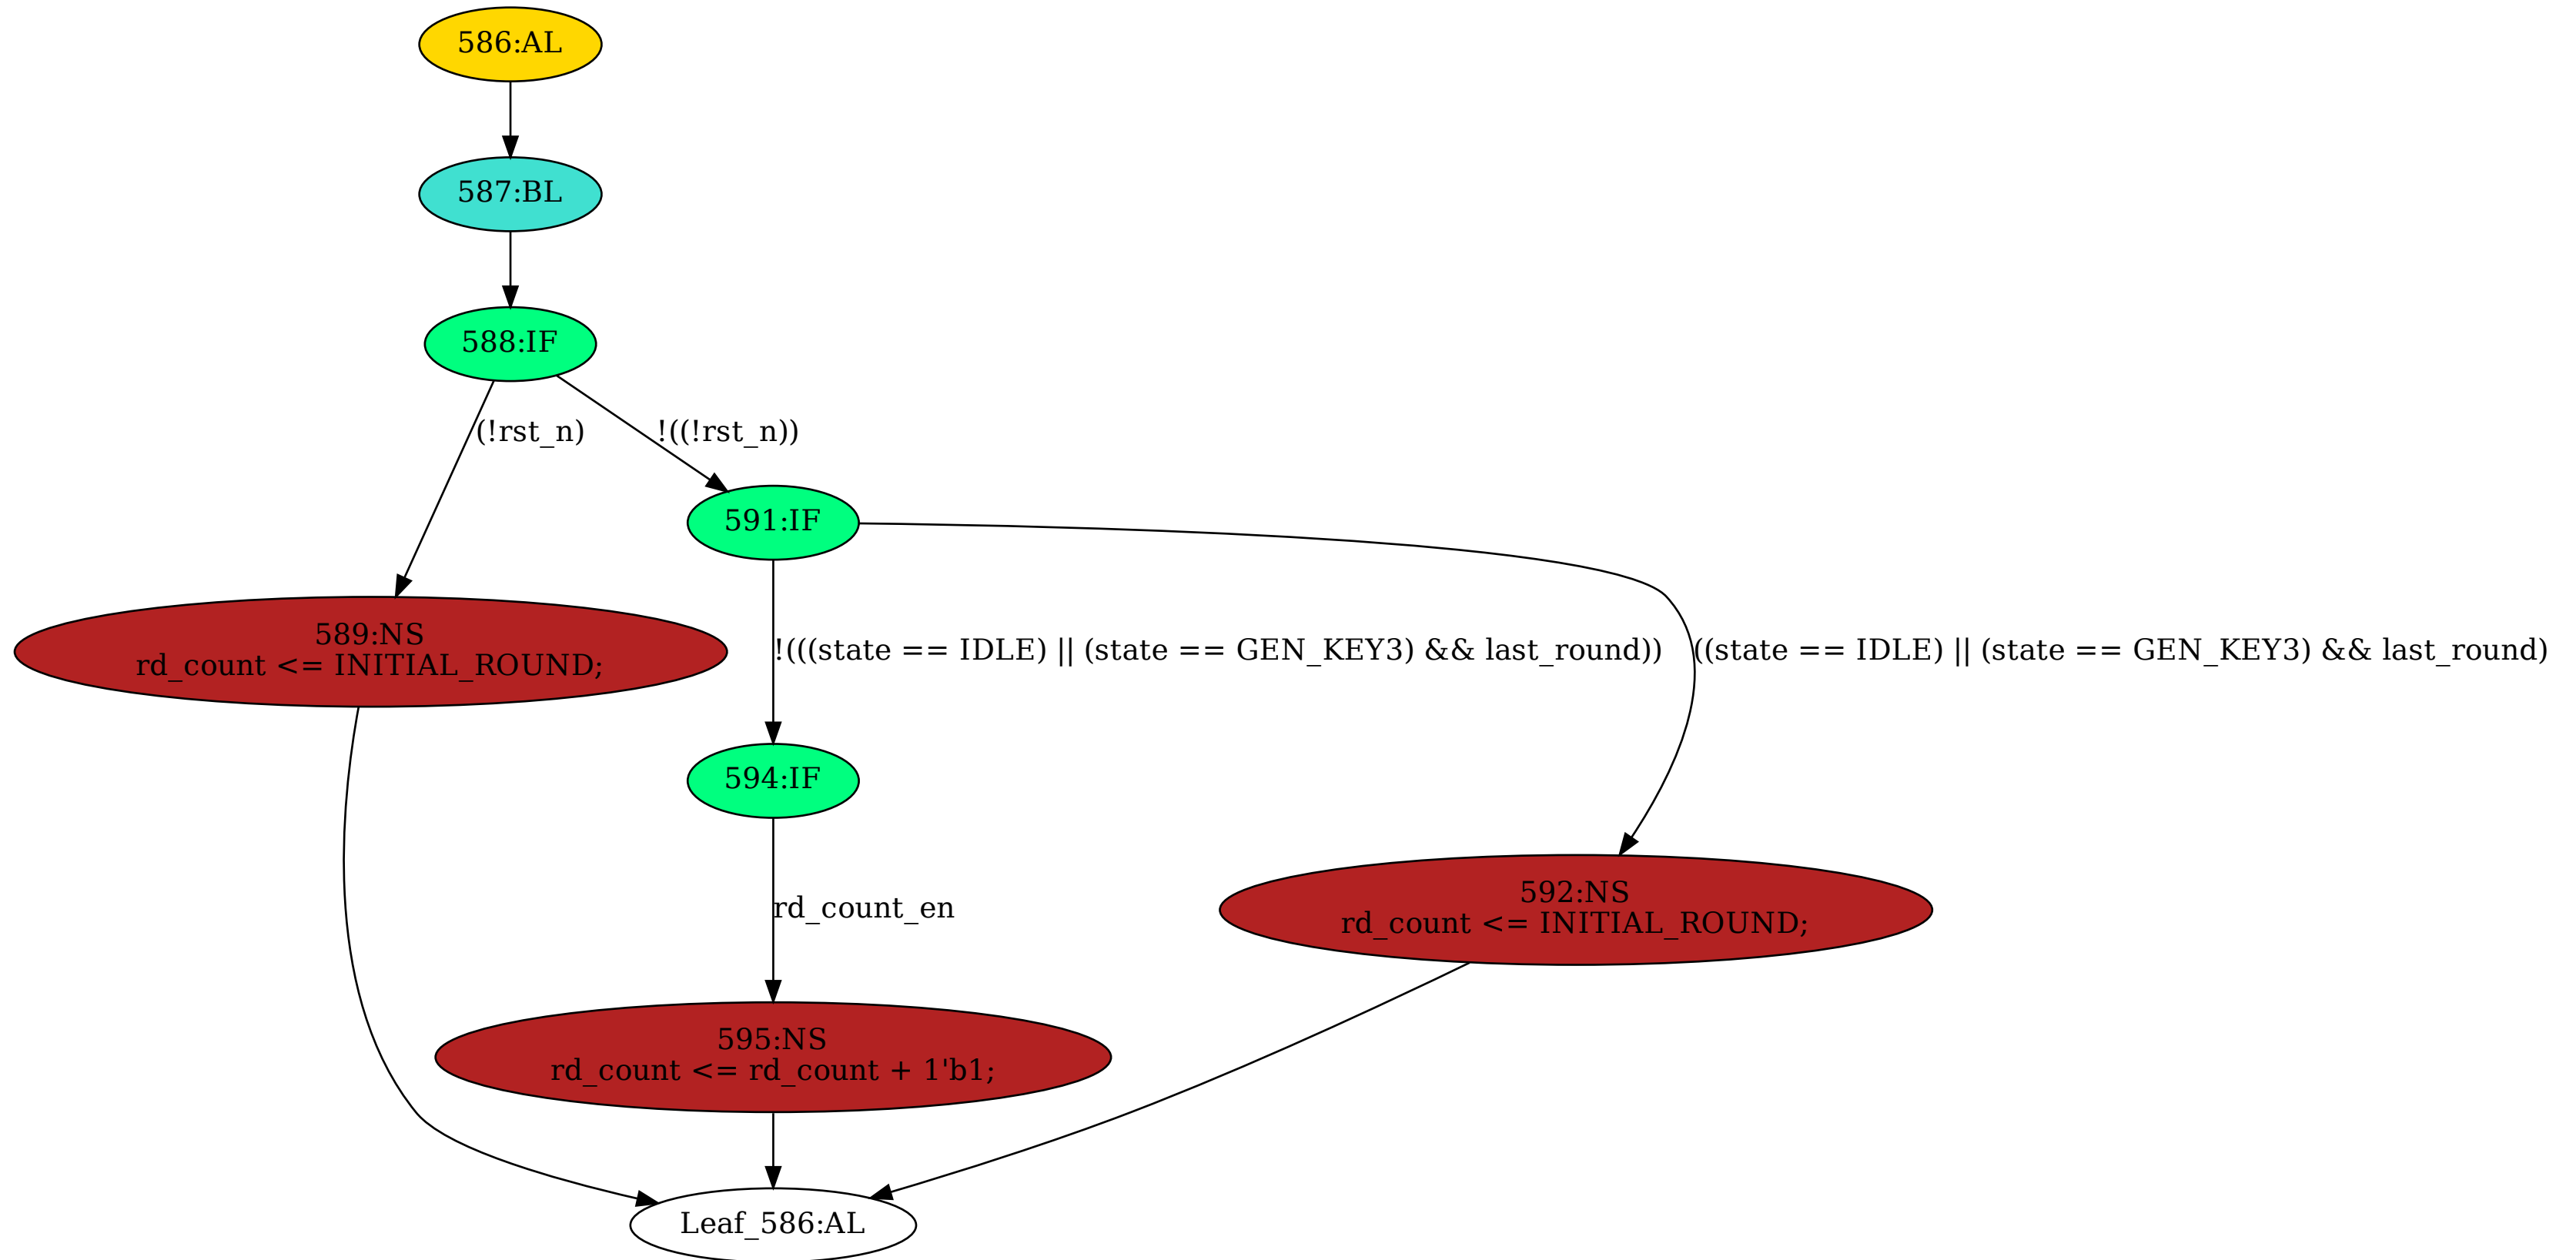 586:AL
587:BL
588:IF
(!rst_n)
!((!rst_n))
591:IF
589:NS
rd_count <= INITIAL_ROUND;
!(((state == IDLE) || (state == GEN_KEY3) && last_round))
((state == IDLE) || (state == GEN_KEY3) && last_round)
594:IF
rd_count_en
592:NS
rd_count <= INITIAL_ROUND;
595:NS
rd_count <= rd_count + 1'b1;
Leaf_586:AL